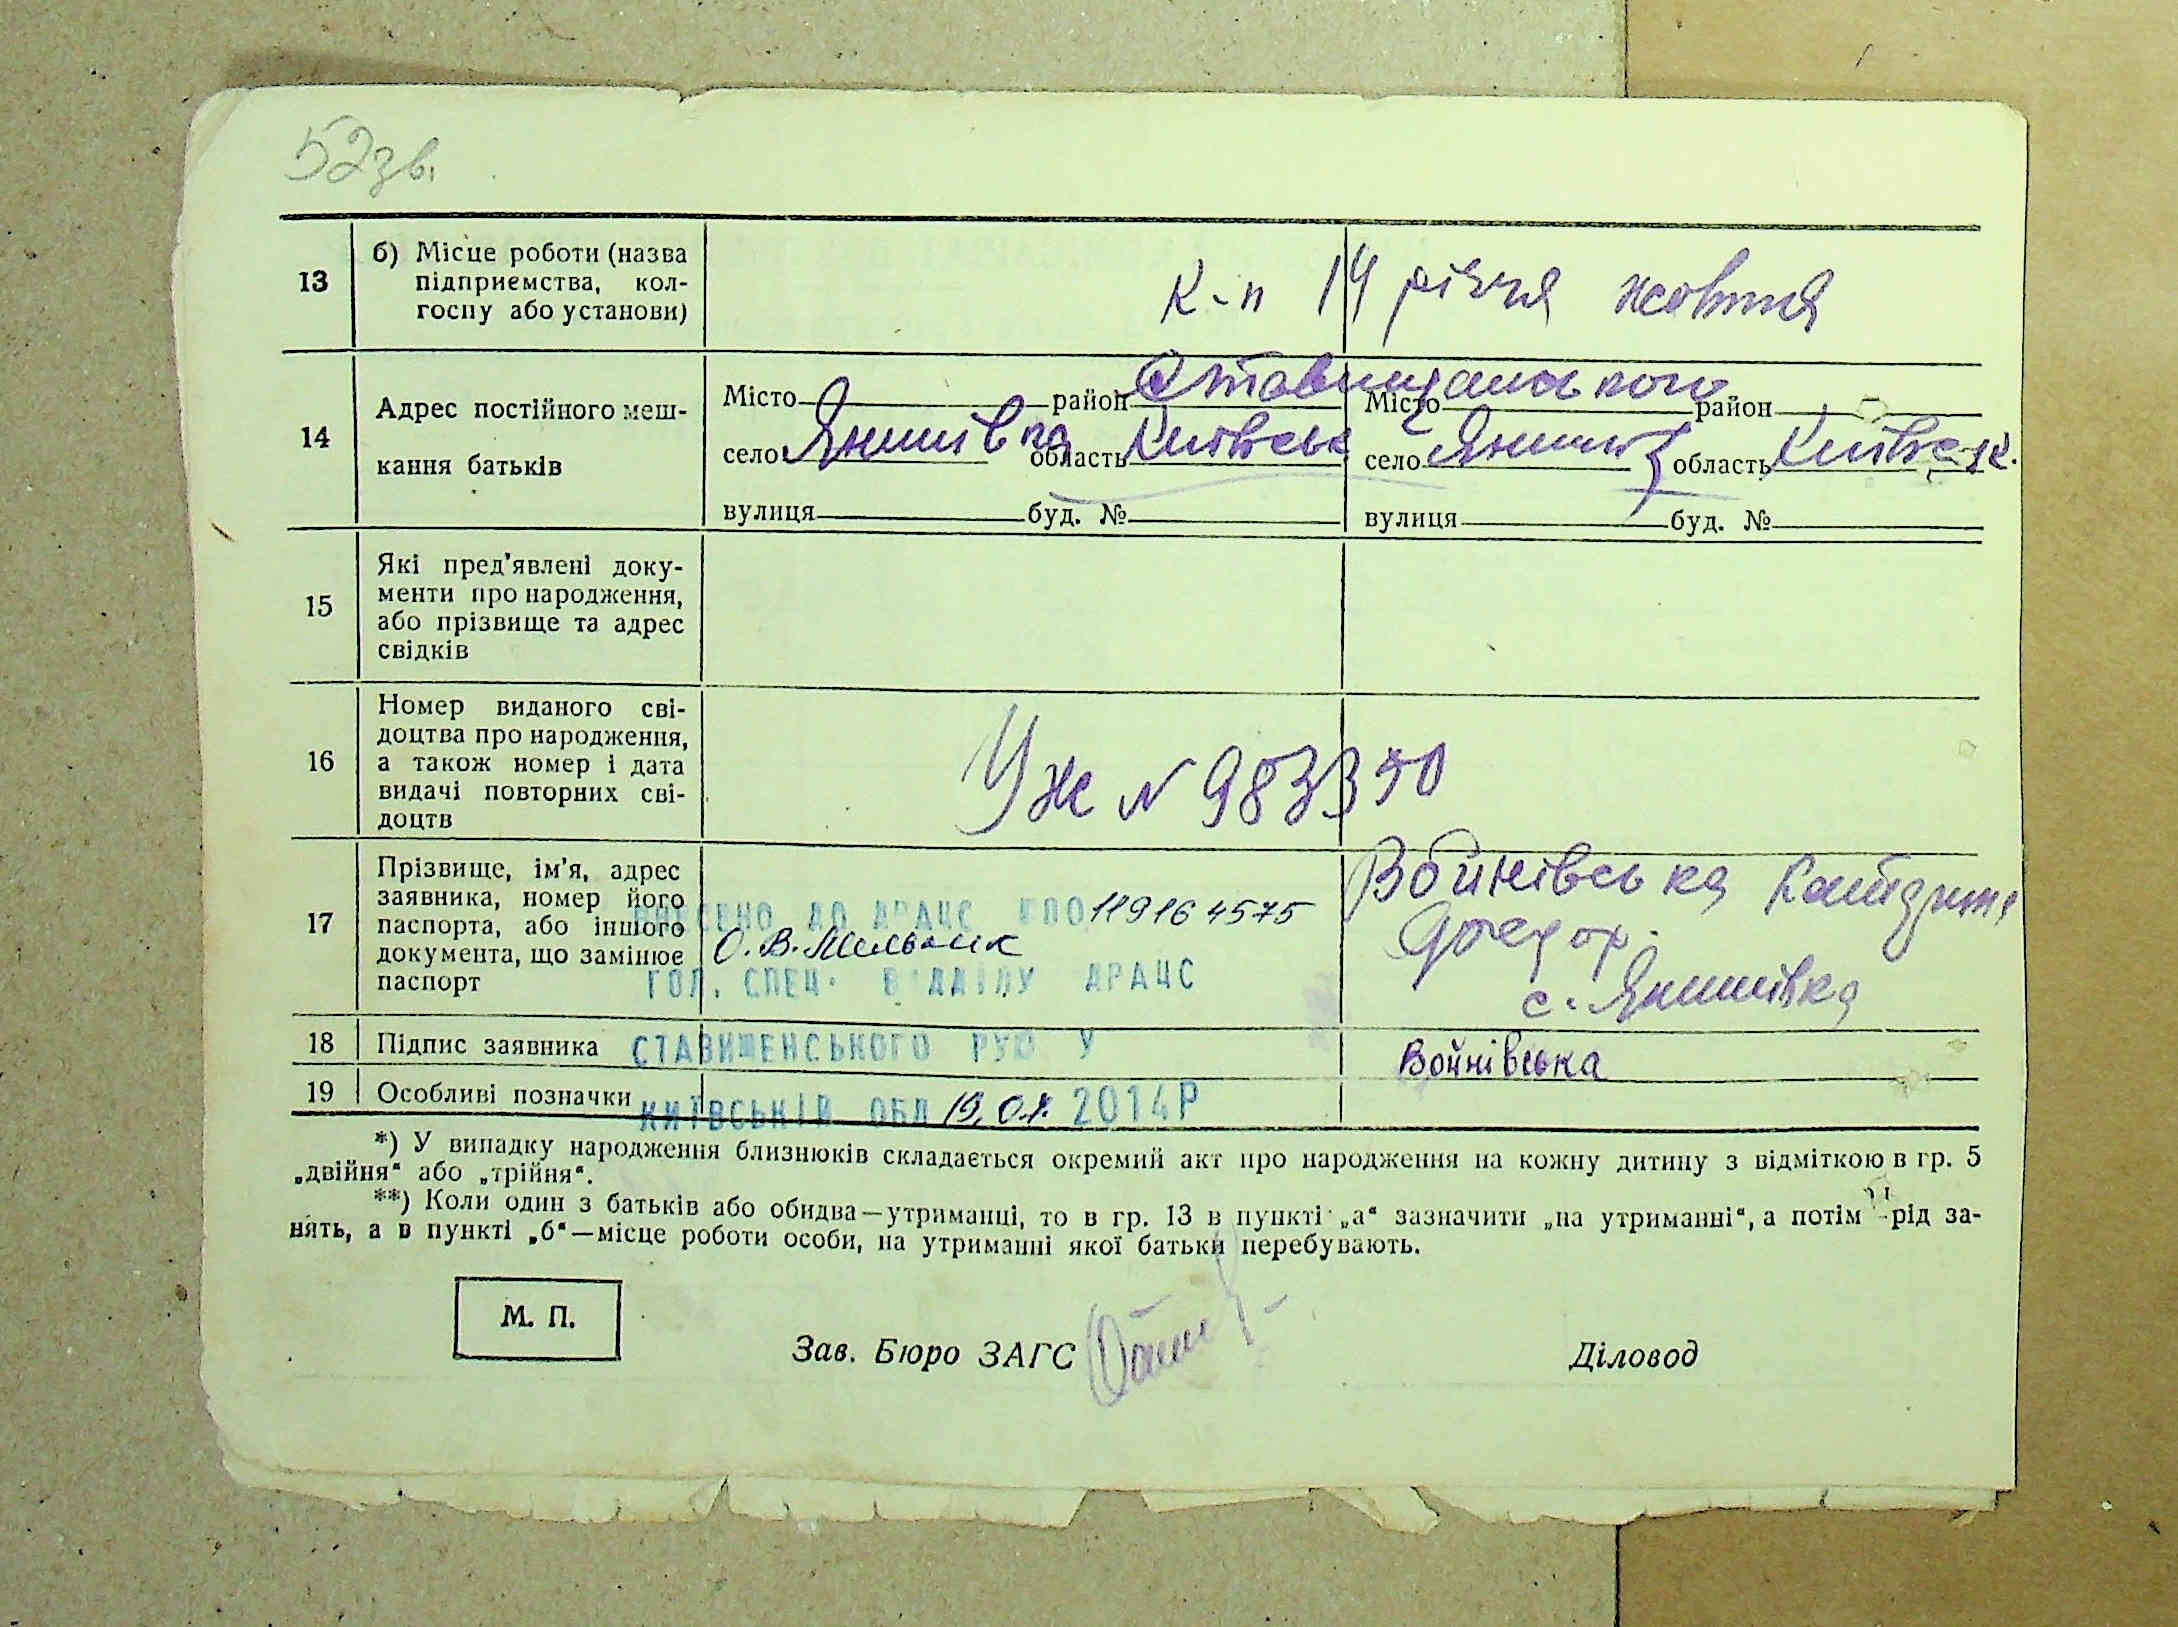 52зв.
13 б) Місце роботи (назва
підприємства, кол-
госпу або установи)
к-п 14 річчя жовтня
14 Адрес постійного меш-
кання батьків
Місто район Ставищанського Місто район
село Янишівка область Київськ село Янишівка область Київськ.
вулиця буд. № вулиця буд. №
15 Які пред'явлені доку-
менти про народження,
або прізвище та адрес
свідків
16 Номер виданого сві-
доцтва про народження,
а також номер і дата
видачі повторних сві-
доцтв
УЖ N 983350
17 Прізвище, ім'я, адрес
заявника, номер його
паспорта, або іншого
документа, що замінює
паспорт
ВНЕСЕНО ДО ДРАЦС 119164575
О.В.Мельник
ГОЛ. СПЕЦ. ВІДДІЛУ ДРАЦС
СТАВИЩЕНСЬКОГО РУЮ У
КИЇВСЬКІЙ ОБЛ 2014Р
Войнівська
с. Янишівка
18 Підпис заявника Войнівська
19 Особливі позначки
*) У випадку народження близнюків складається окремий акт про народження на кожну дитину з відміткою в гр. 5
„двійня“ або „трійня“.
**) Коли один з батьків або обидва—утриманці, то в гр. 13 в пункті „а“ зазначити „на утриманні“, а потім рід за-
нять, а в пункті „б“—місце роботи особи, на утриманні якої батьки перебувають.
М. П.
Зав. Бюро ЗАГС
Діловод